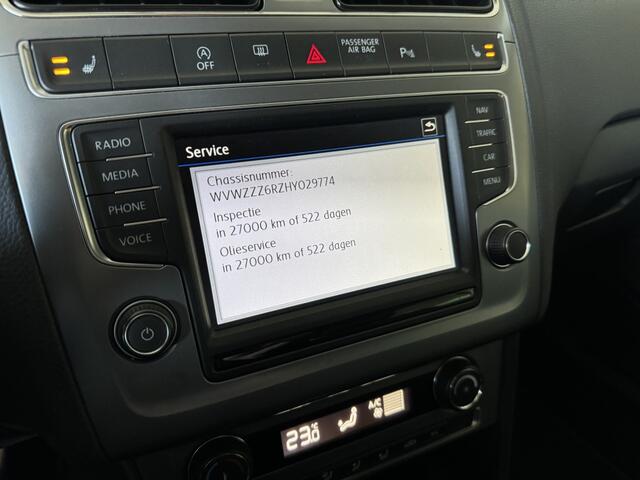 OFF
PASSENGER
AIR BAG
RADIO
MEDIA
PHONE
VOICE
NAV
TRAFFIC
CAR
MENU
Service
Chassisnummer:
WVWZZZ6RZHY029774
Inspectie
in 27000 km of 522 dagen
Olieservice
in 27000 km of 522 dagen
23.0 °C
A/C